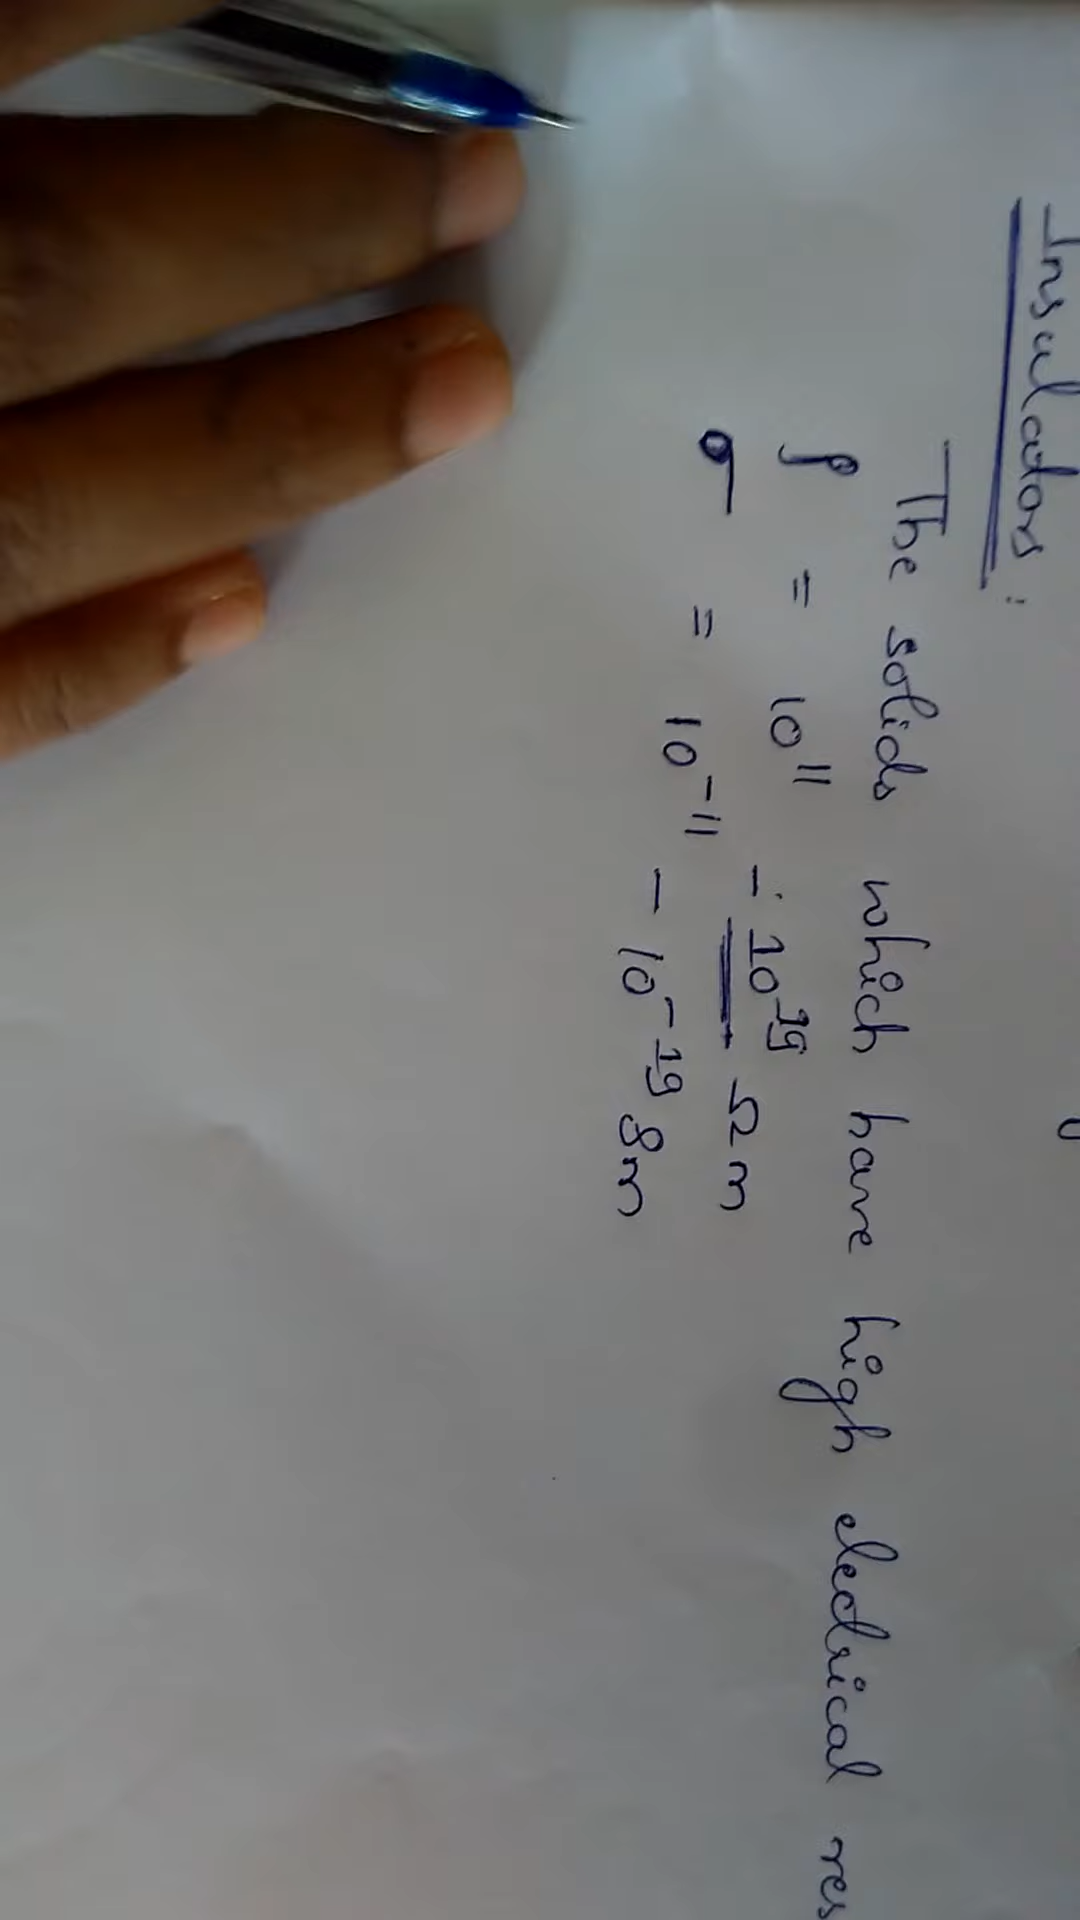 Insulators:
The solids which have high electrical res
ρ = 10¹¹ - 10¹⁹ Ωm
σ = 10⁻¹¹ - 10⁻¹⁹ Sm